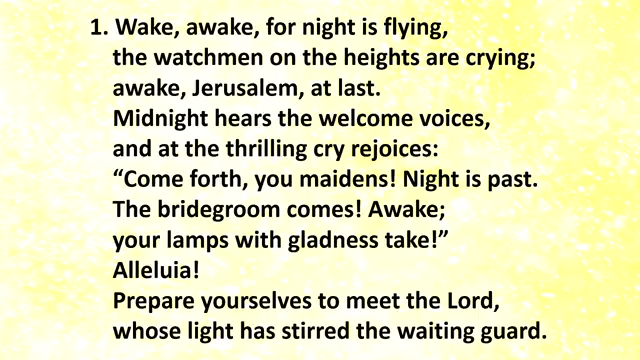 1. Wake, awake, for night is flying,
the watchmen on the heights are crying;
awake, Jerusalem, at last.
Midnight hears the welcome voices,
and at the thrilling cry rejoices:
“Come forth, you maidens! Night is past.
The bridegroom comes! Awake;
your lamps with gladness take!”
Alleluia!
Prepare yourselves to meet the Lord,
whose light has stirred the waiting guard.